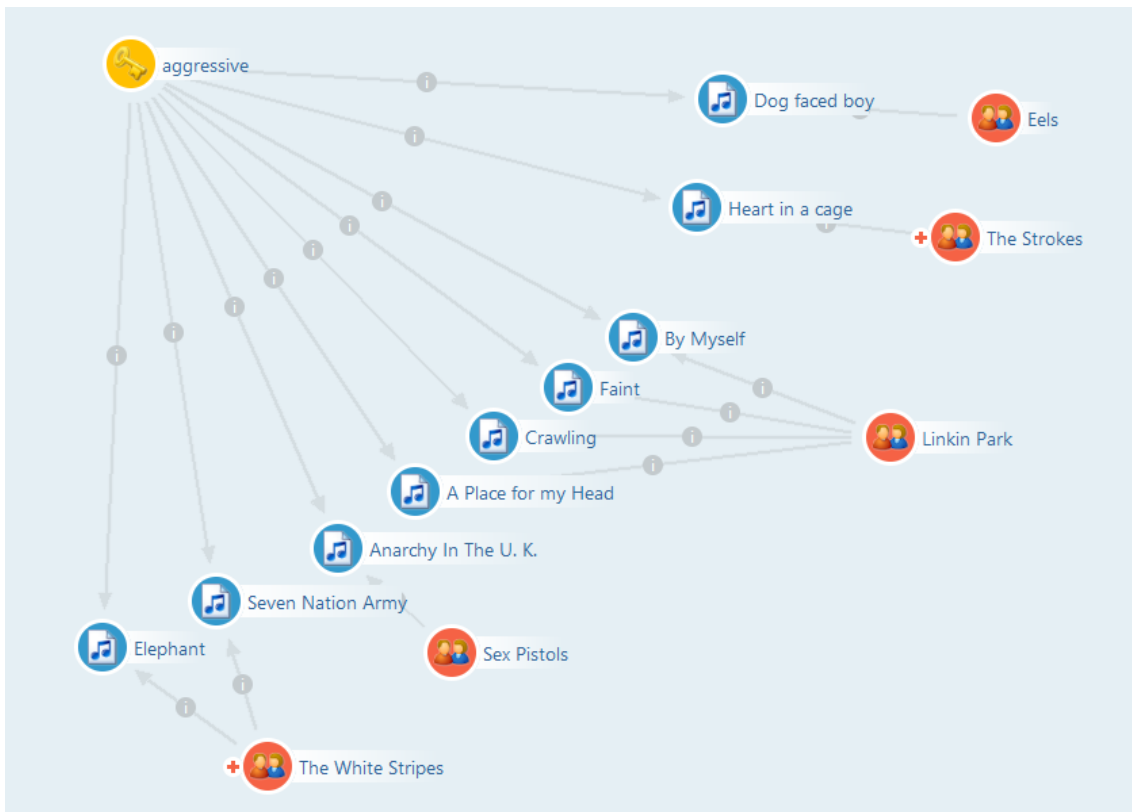 aggressive
Dog faced boy
Eels
Heart in a cage
The Strokes
By Myself
Faint
Crawling
Linkin Park
A Place for my Head
Anarchy In The U. K.
Seven Nation Army
Elephant
Sex Pistols
The White Stripes